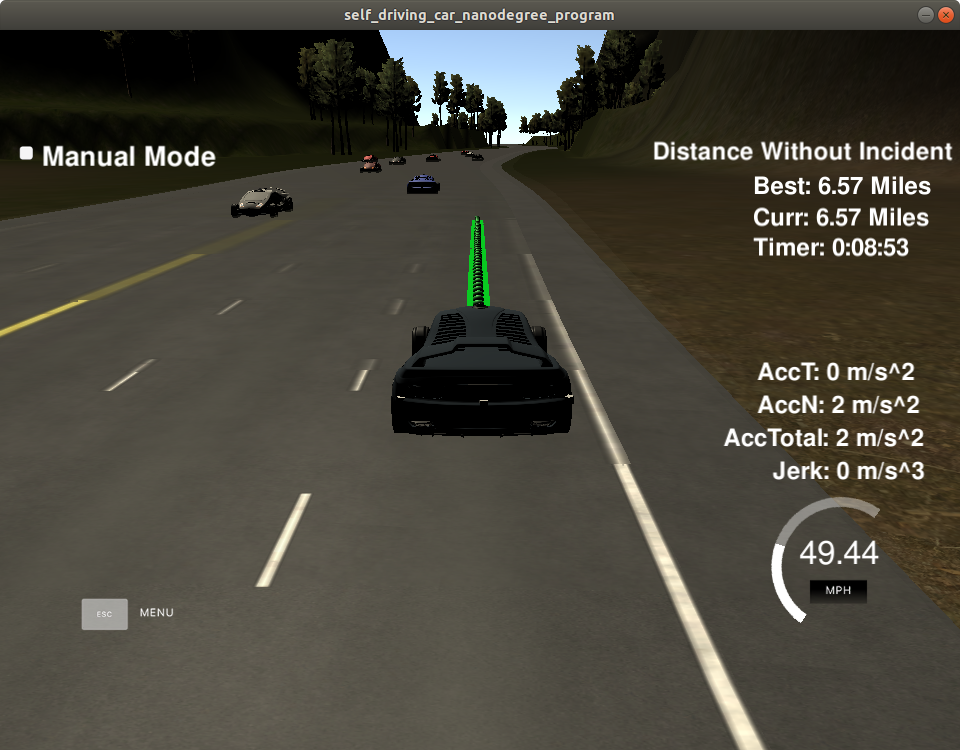 self_driving_car_nanodegree_program
Manual Mode
Distance Without Incident
Best: 6.57 Miles
Curr: 6.57 Miles
Timer: 0:08:53
AccT: 0 m/s^2
AccN: 2 m/s^2
AccTotal: 2 m/s^2
Jerk: 0 m/s^3
49.44
MPH
ESC MENU